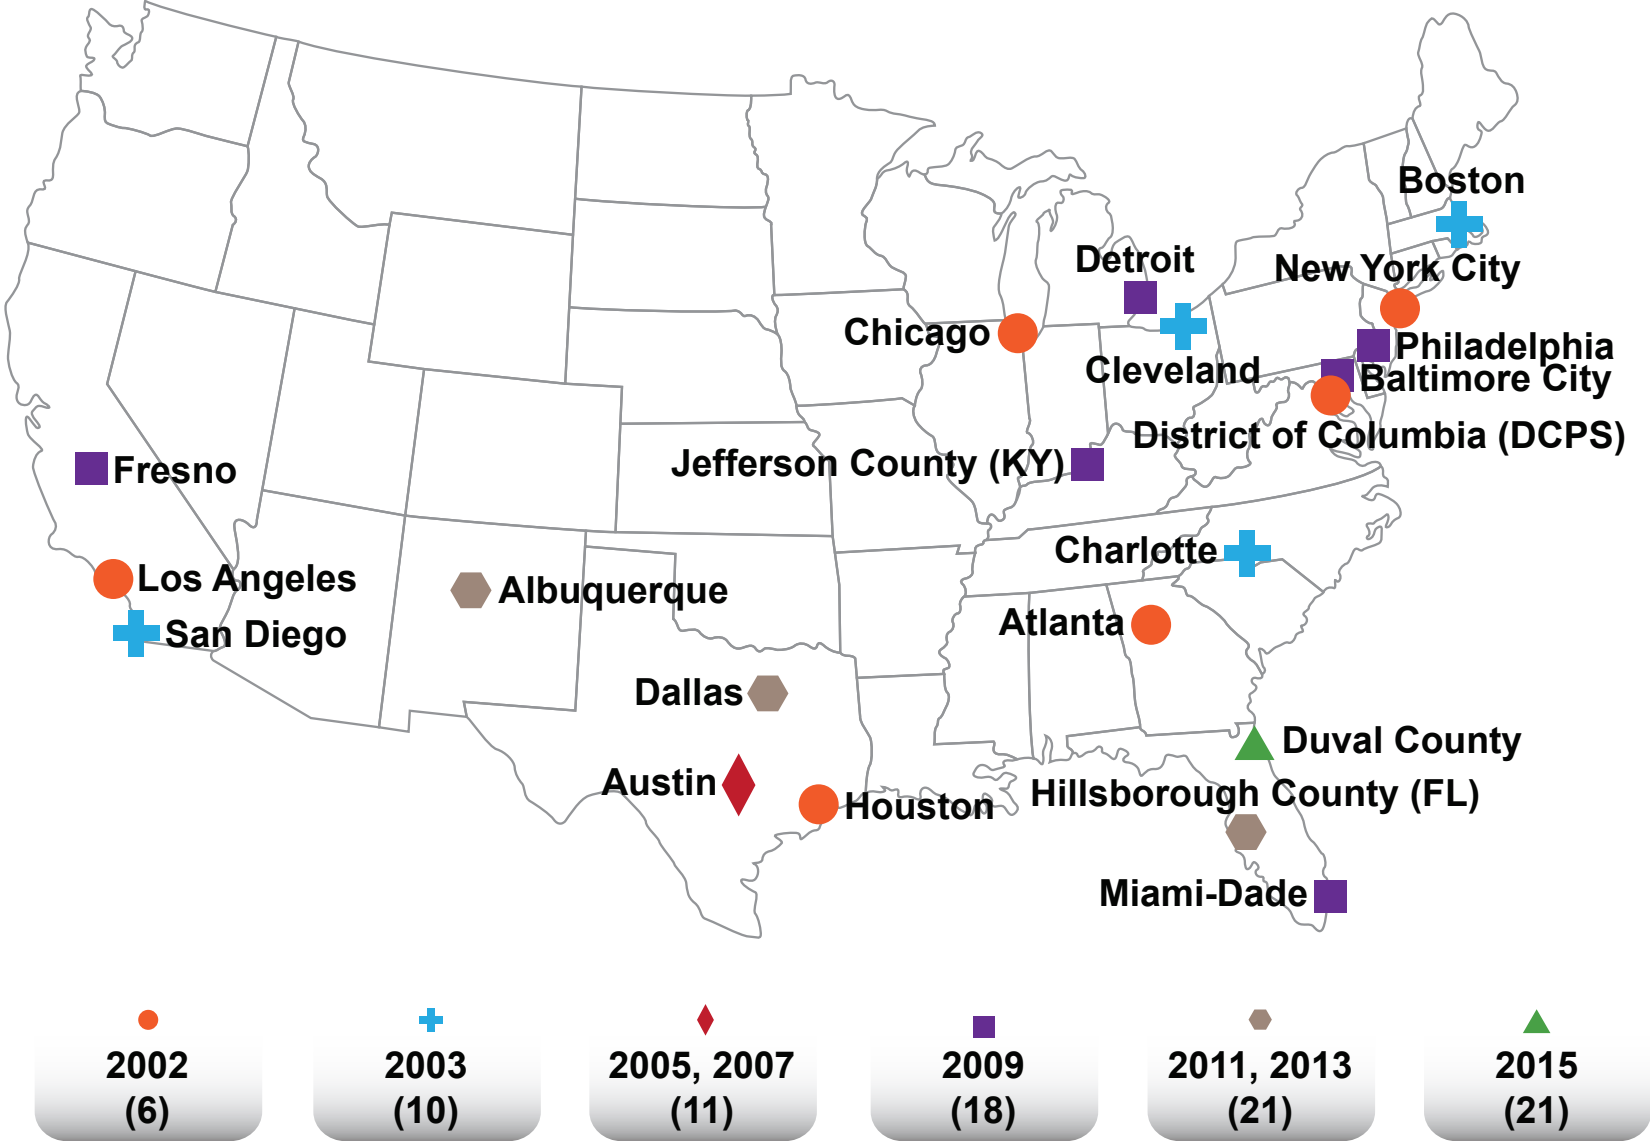 Boston
Detroit
New York City
Chicago
Philadelphia
Cleveland
Baltimore City
District of Columbia (DCPS)
Jefferson County (KY)
Fresno
Charlotte
Los Angeles
Albuquerque
Atlanta
San Diego
Dallas
Duval County
Austin
Hillsborough County (FL)
Houston
Miami-Dade
2002
(6)
2003
(10)
2005, 2007
(11)
2009
(18)
2011, 2013
(21)
2015
(21)